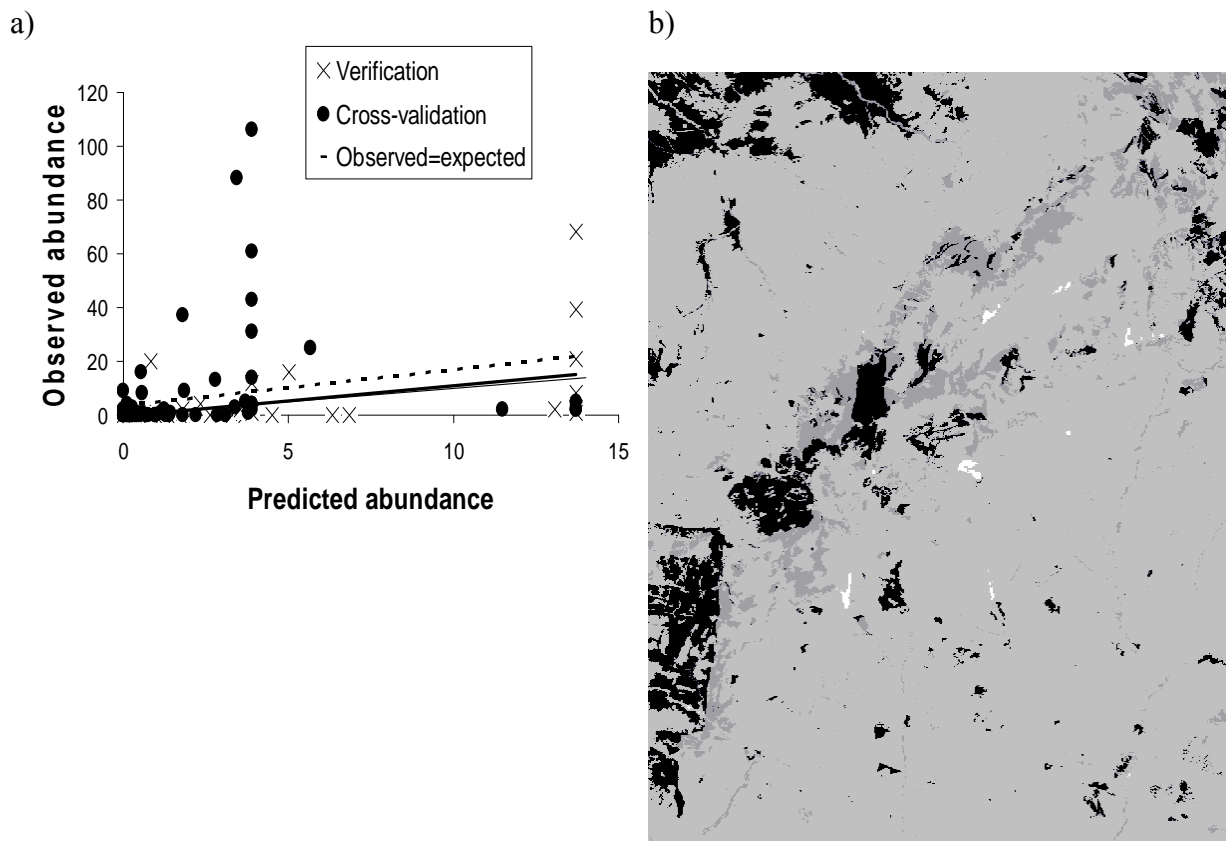 a)
b)
Verification
Cross-validation
Observed=expected
Observed abundance
120
100
80
60
40
20
0
0 5 10 15
Predicted abundance